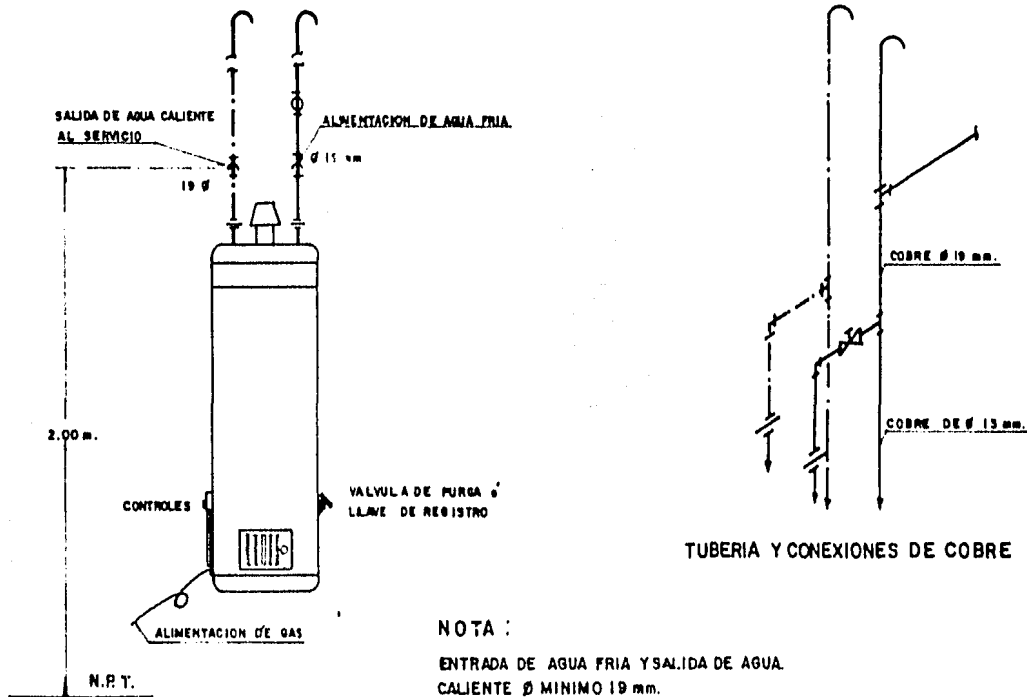 SALIDA DE AGUA CALIENTE
AL SERVICIO
ALIMENTACION DE AGUA FRIA
Ø 13 mm
19 Ø
COBRE Ø 19 mm.
2.00 m.
COBRE DE Ø 13 mm.
CONTROLES
VALVULA DE PURGA o'
LLAVE DE REGISTRO
TUBERIA Y CONEXIONES DE COBRE
ALIMENTACION DE GAS
NOTA :
ENTRADA DE AGUA FRIA Y SALIDA DE AGUA.
CALIENTE Ø MINIMO 19 mm.
N.P.T.